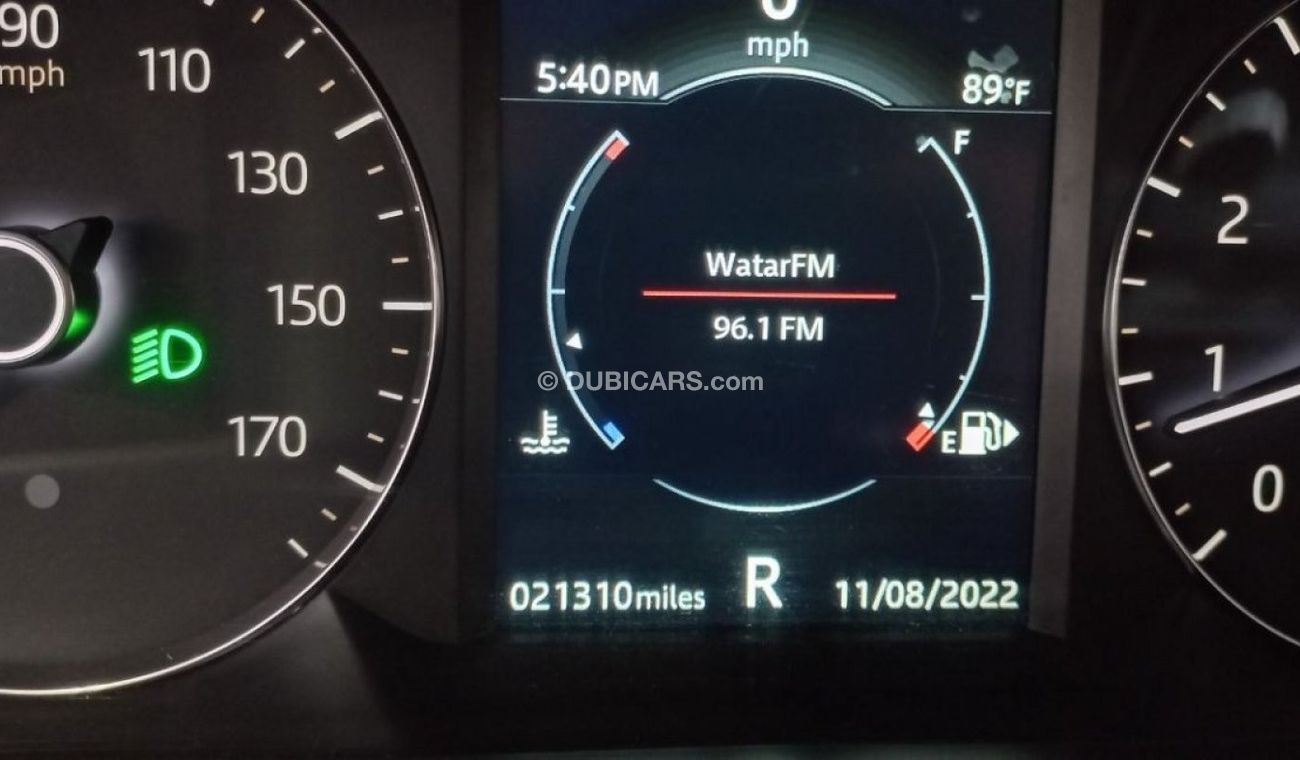 90
mph
110
130
150
170
0
mph
5:40PM
89°F
F
WatarFM
96.1 FM
© DUBICARS.com
E
021310miles
R
11/08/2022
2
1
0